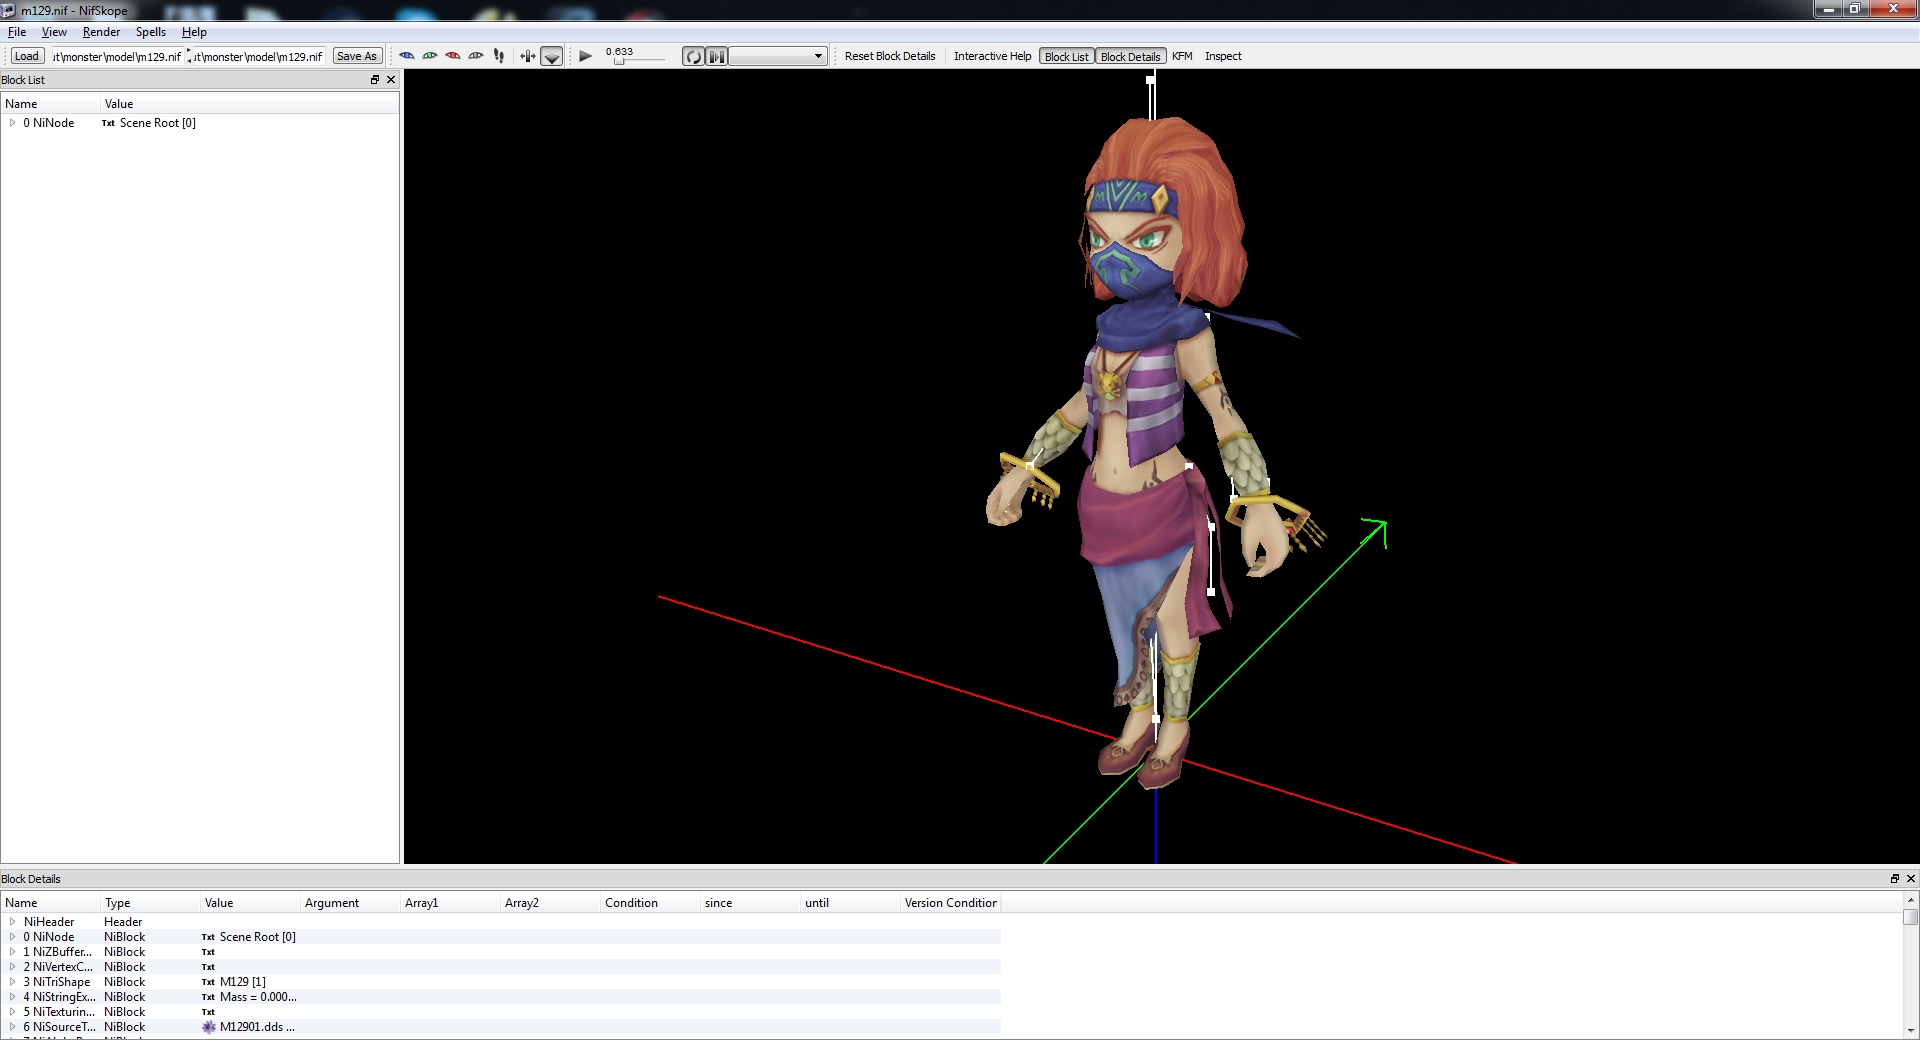 m129.nif - NifSkope
File View Render Spells Help
Load ut\monster\model\m129.nif ut\monster\model\m129.nif Save As 0.633 Reset Block Details Interactive Help Block List Block Details KFM Inspect
Block List
Name Value
0 NiNode Txt Scene Root [0]
Block Details
Name Type Value Argument Array1 Array2 Condition since until Version Condition
NiHeader Header
0 NiNode NiBlock Txt Scene Root [0]
1 NiZBuffer... NiBlock Txt
2 NiVertexC... NiBlock Txt
3 NiTriShape NiBlock Txt M129 [1]
4 NiStringEx... NiBlock Txt Mass = 0.000...
5 NiTexturin... NiBlock Txt
6 NiSourceT... NiBlock M12901.dds ...